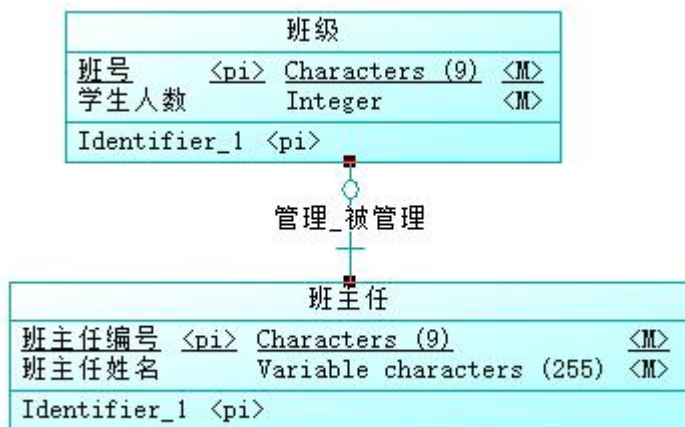 班级
班号 <pi> Characters (9) <M>
学生人数 Integer <M>
Identifier_1 <pi>
管理_被管理
班主任
班主任编号 <pi> Characters (9) <M>
班主任姓名 Variable characters (255) <M>
Identifier_1 <pi>